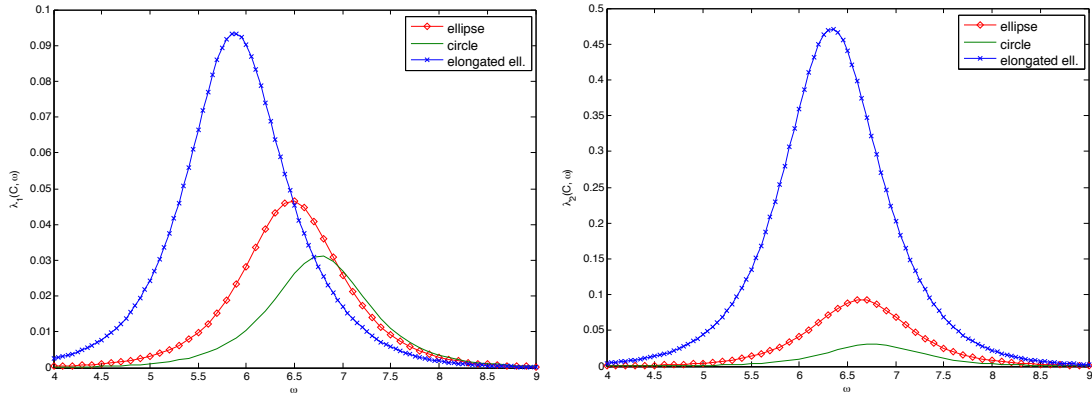 0.1
0.09
0.08
0.07
0.06
0.05
0.04
0.03
0.02
0.01
0
λ₁(C, ω)
4 4.5 5 5.5 6 6.5 7 7.5 8 8.5 9
ω
ellipse
circle
elongated ell.
0.5
0.45
0.4
0.35
0.3
0.25
0.2
0.15
0.1
0.05
0
λ₂(C, ω)
4 4.5 5 5.5 6 6.5 7 7.5 8 8.5 9
ω
ellipse
circle
elongated ell.